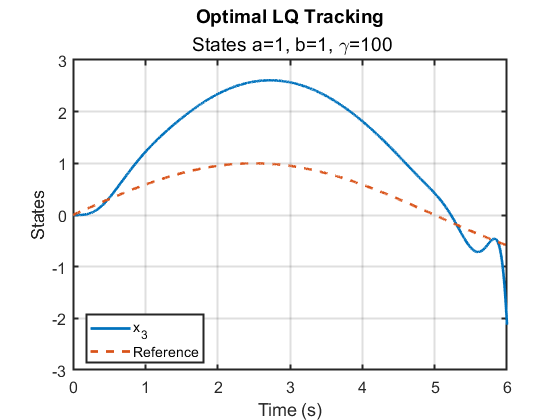 Optimal LQ Tracking
States a=1, b=1, γ=100
3
2
1
0
-1
-2
-3
States
x3
Reference
0 1 2 3 4 5 6
Time (s)